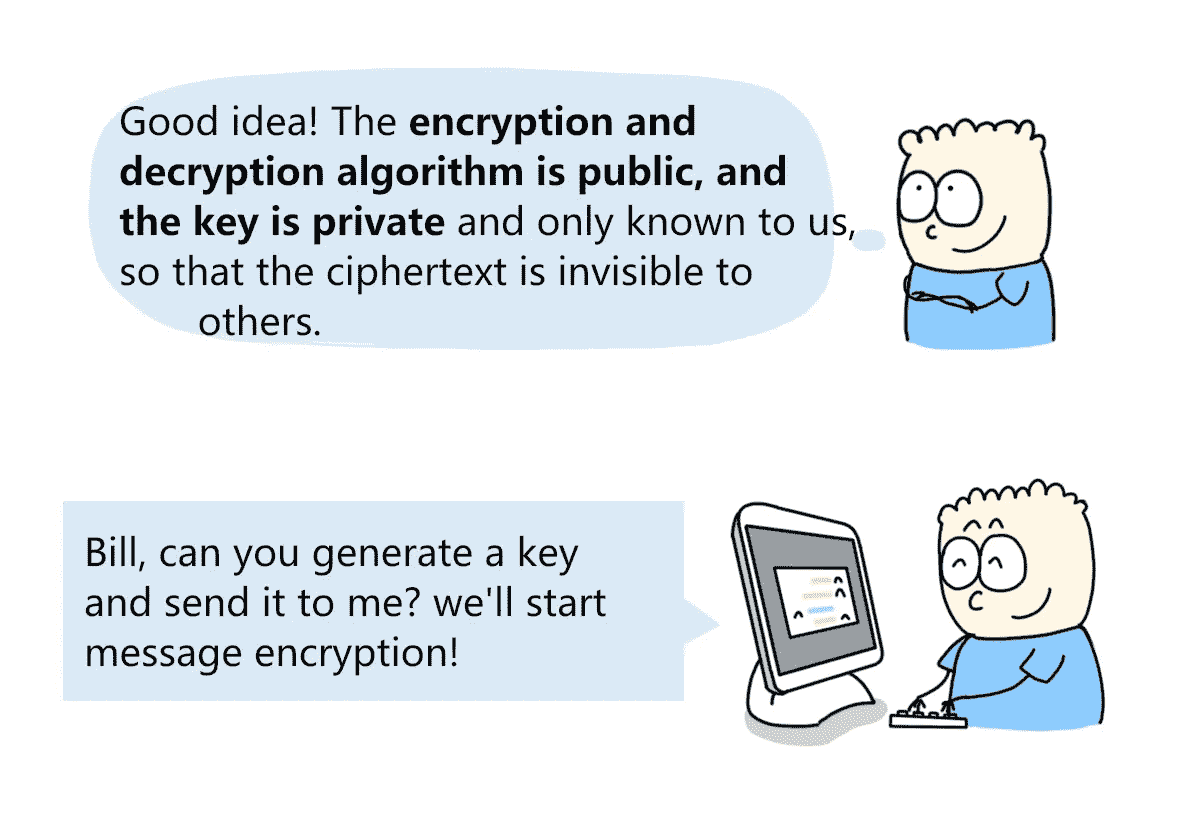 Good idea! The encryption and
decryption algorithm is public, and
the key is private and only known to us,
so that the ciphertext is invisible to
others.
Bill, can you generate a key
and send it to me? we'll start
message encryption!